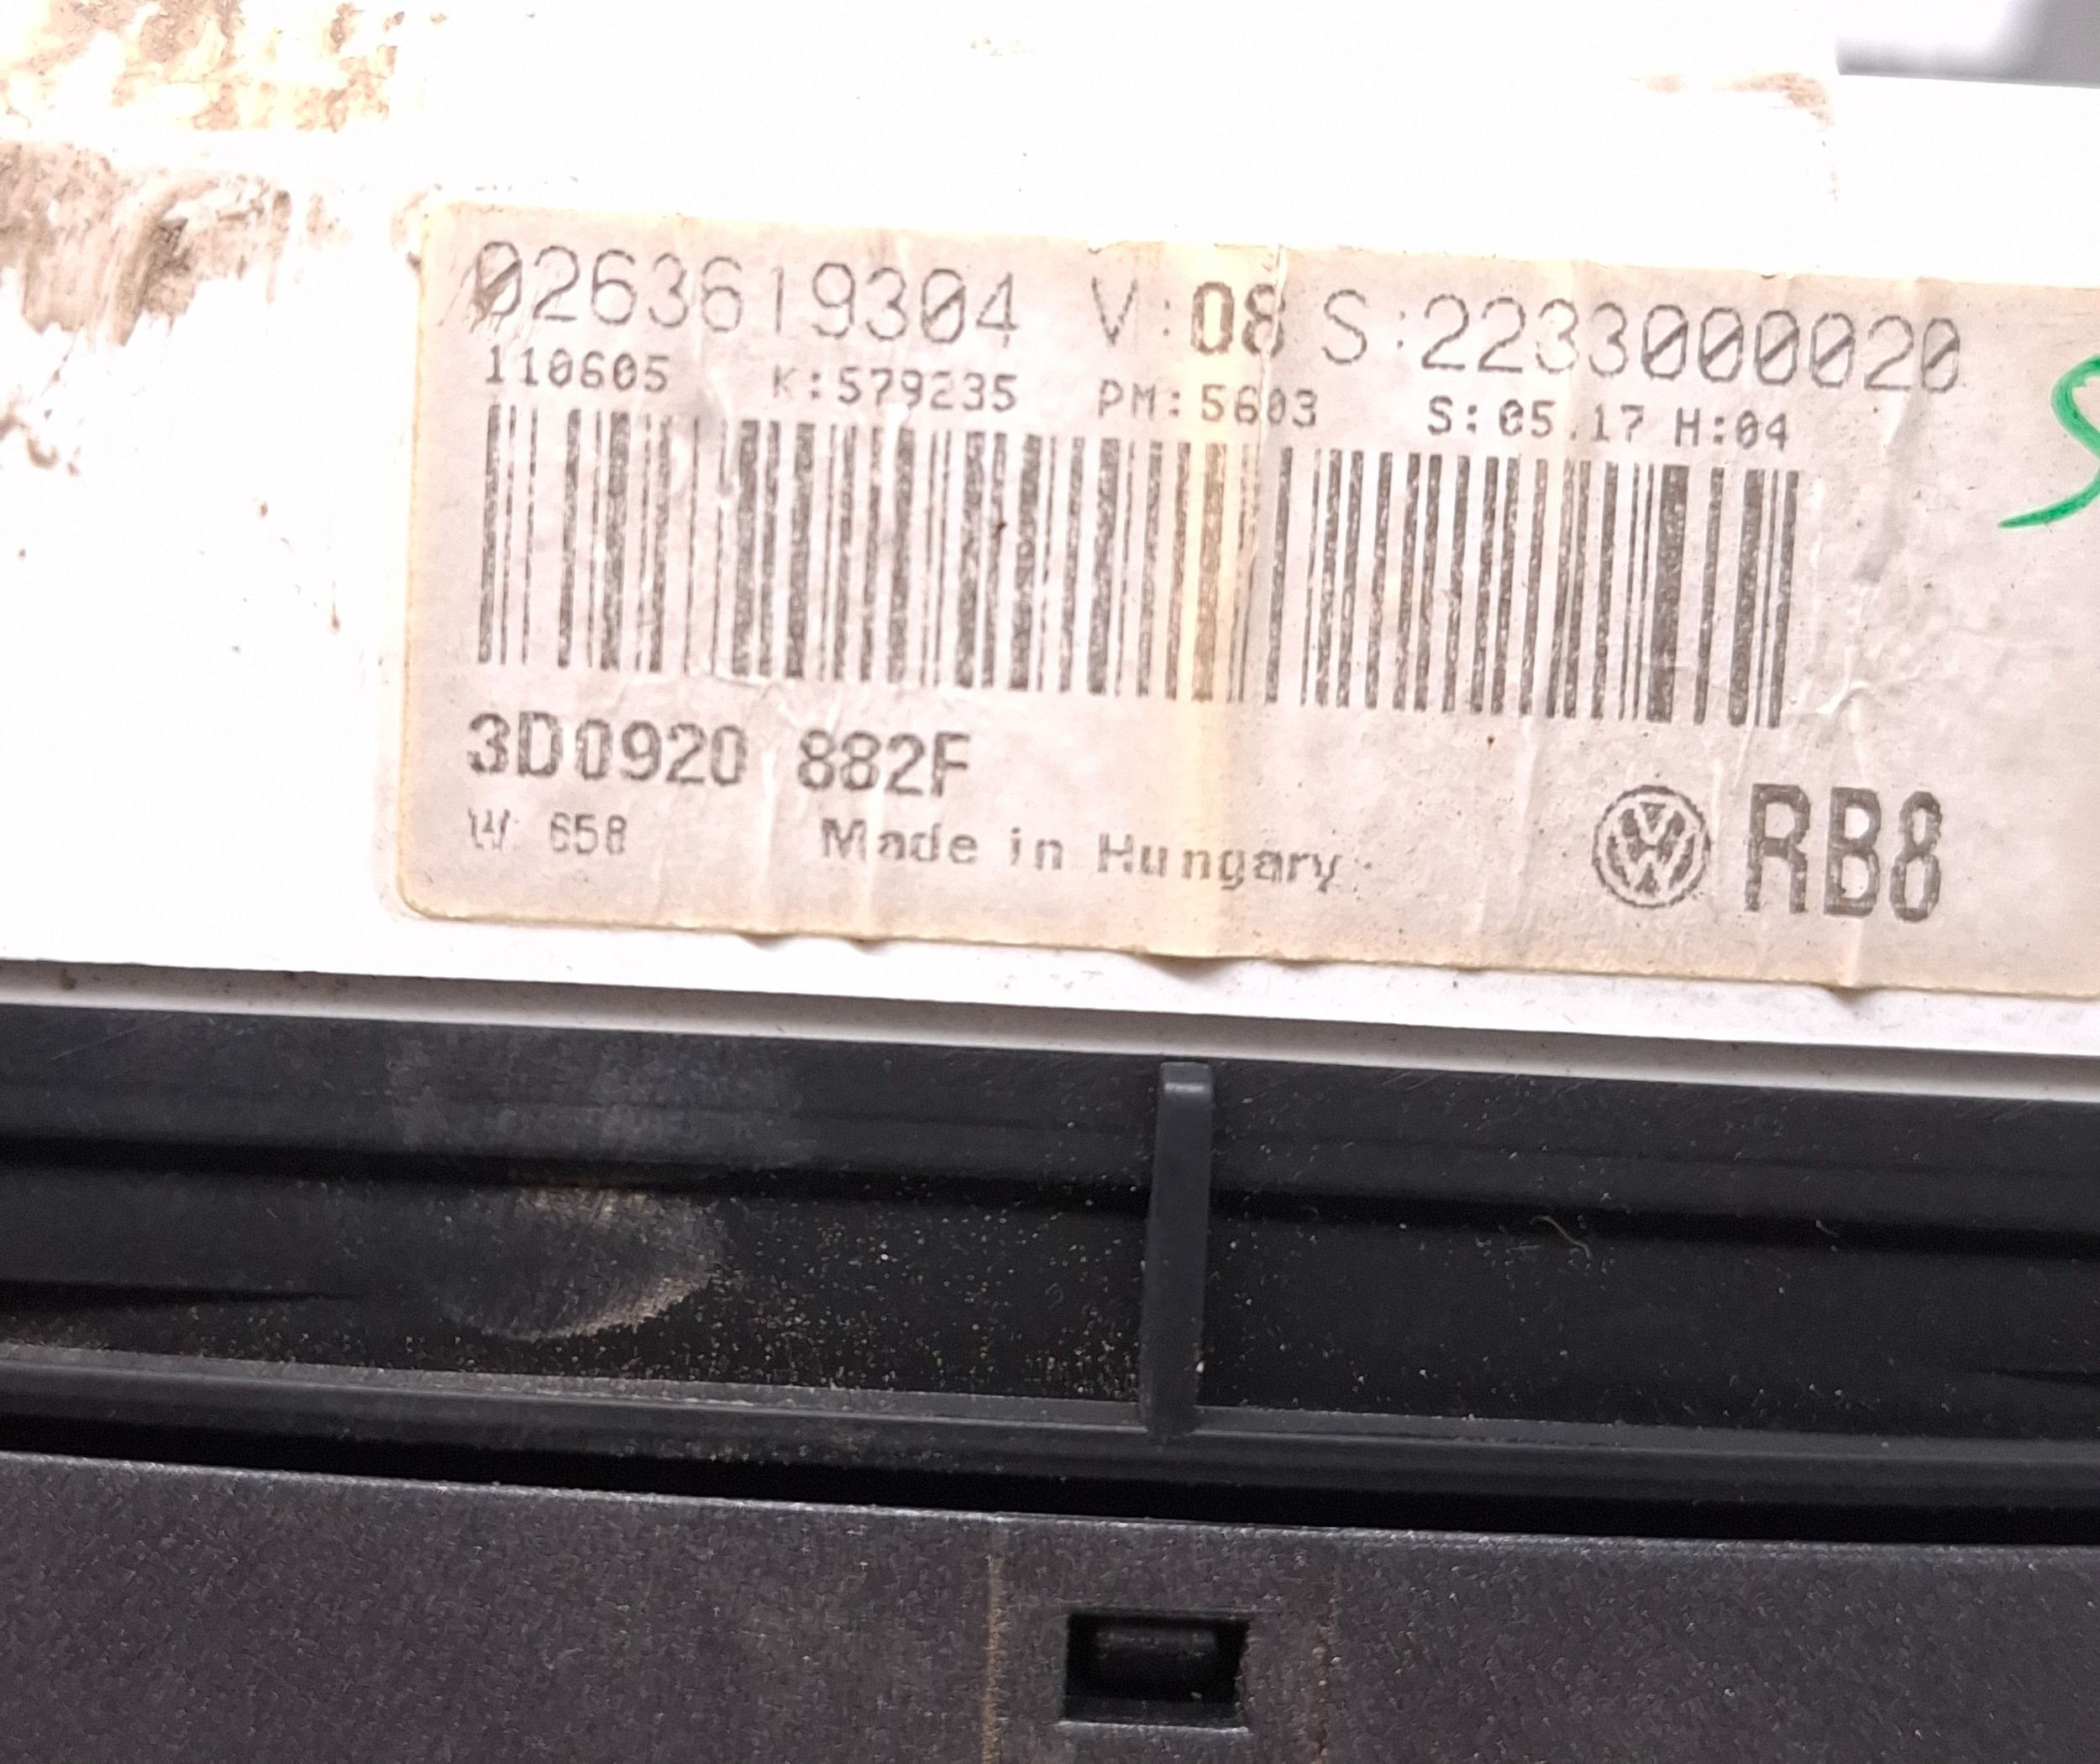 0263619304 V:08 S:2233000020
110605 K:579235 PM:5603 S:05.17 H:04
3D0920 882F
W 658 Made in Hungary
RB8